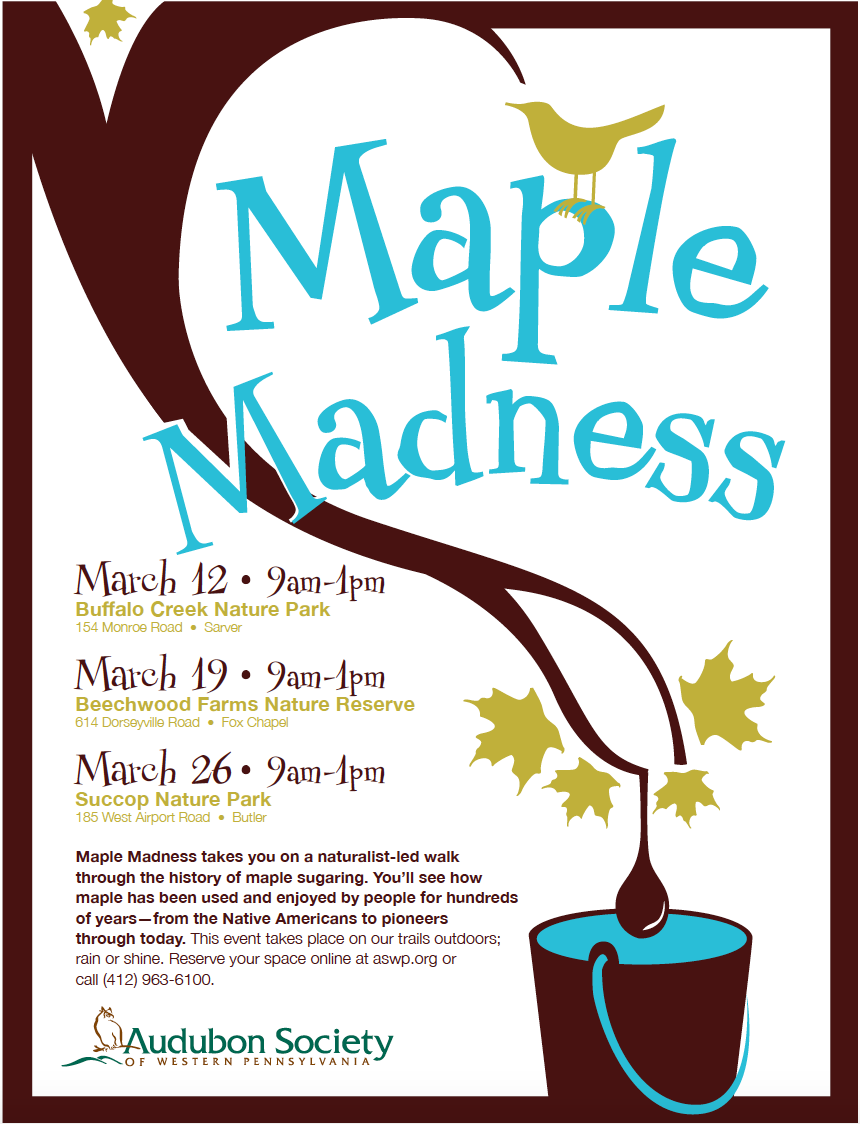 Maple
Madness
March 12 • 9am-1pm
Buffalo Creek Nature Park
154 Monroe Road • Sarver
March 19 • 9am-1pm
Beechwood Farms Nature Reserve
614 Dorseyville Road • Fox Chapel
March 26 • 9am-1pm
Succop Nature Park
185 West Airport Road • Butler
Maple Madness takes you on a naturalist-led walk
through the history of maple sugaring. You'll see how
maple has been used and enjoyed by people for hundreds
of years—from the Native Americans to pioneers
through today. This event takes place on our trails outdoors;
rain or shine. Reserve your space online at aswp.org or
call (412) 963-6100.
Audubon Society
OF WESTERN PENNSYLVANIA